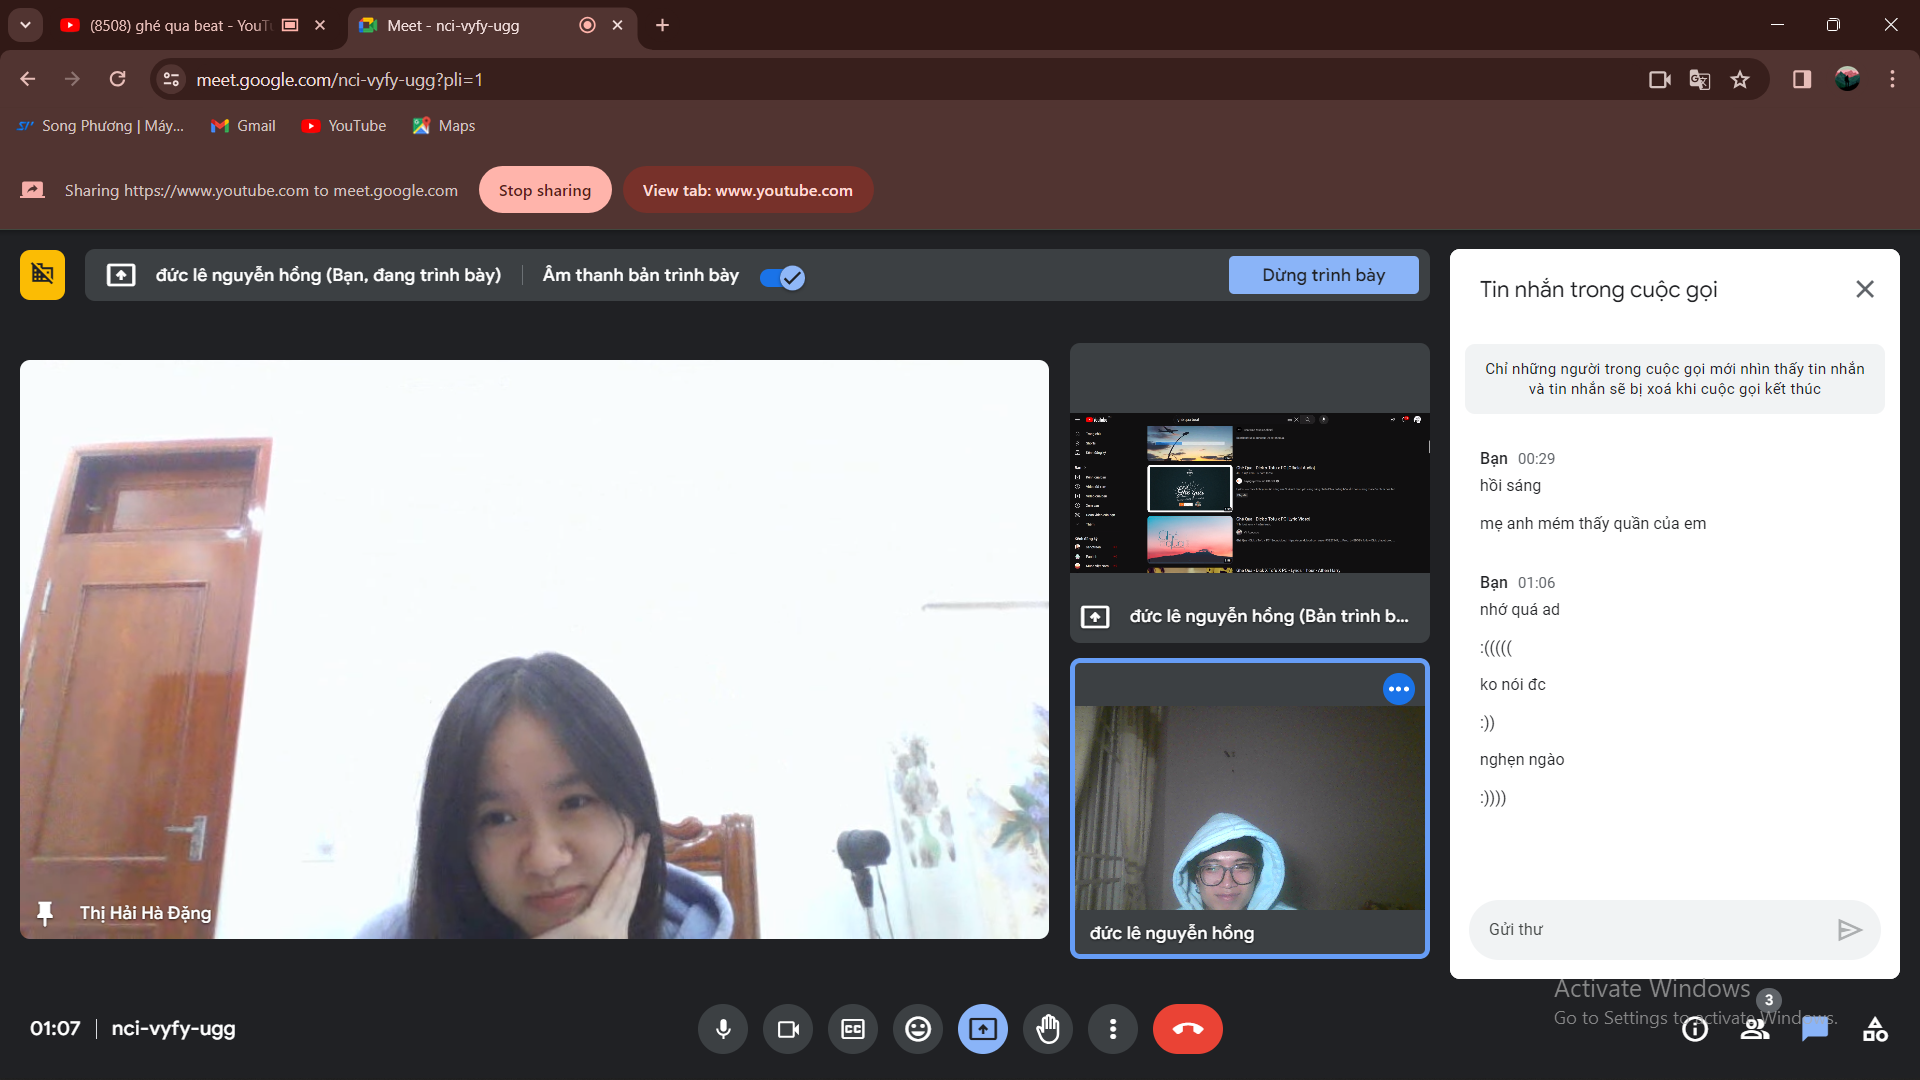 (8508) ghé qua beat - YouTu
Meet - nci-vyfy-ugg
meet.google.com/nci-vyfy-ugg?pli=1
Song Phương | Máy...
Gmail
YouTube
Maps
Sharing https://www.youtube.com to meet.google.com
Stop sharing
View tab: www.youtube.com
đức lê nguyễn hồng (Bạn, đang trình bày)
Âm thanh bản trình bày
Dừng trình bày
Tin nhắn trong cuộc gọi
Chỉ những người trong cuộc gọi mới nhìn thấy tin nhắn
và tin nhắn sẽ bị xoá khi cuộc gọi kết thúc
Bạn 00:29
hồi sáng
mẹ anh mém thấy quần của em
Bạn 01:06
nhớ quá ad
:(((((
ko nói đc
:))
nghẹn ngào
:))))
Gửi thư
đức lê nguyễn hồng (Bản trình b...
đức lê nguyễn hồng
Thị Hải Hà Đặng
Activate Windows
Go to Settings to activate Windows.
3
01:07
nci-vyfy-ugg